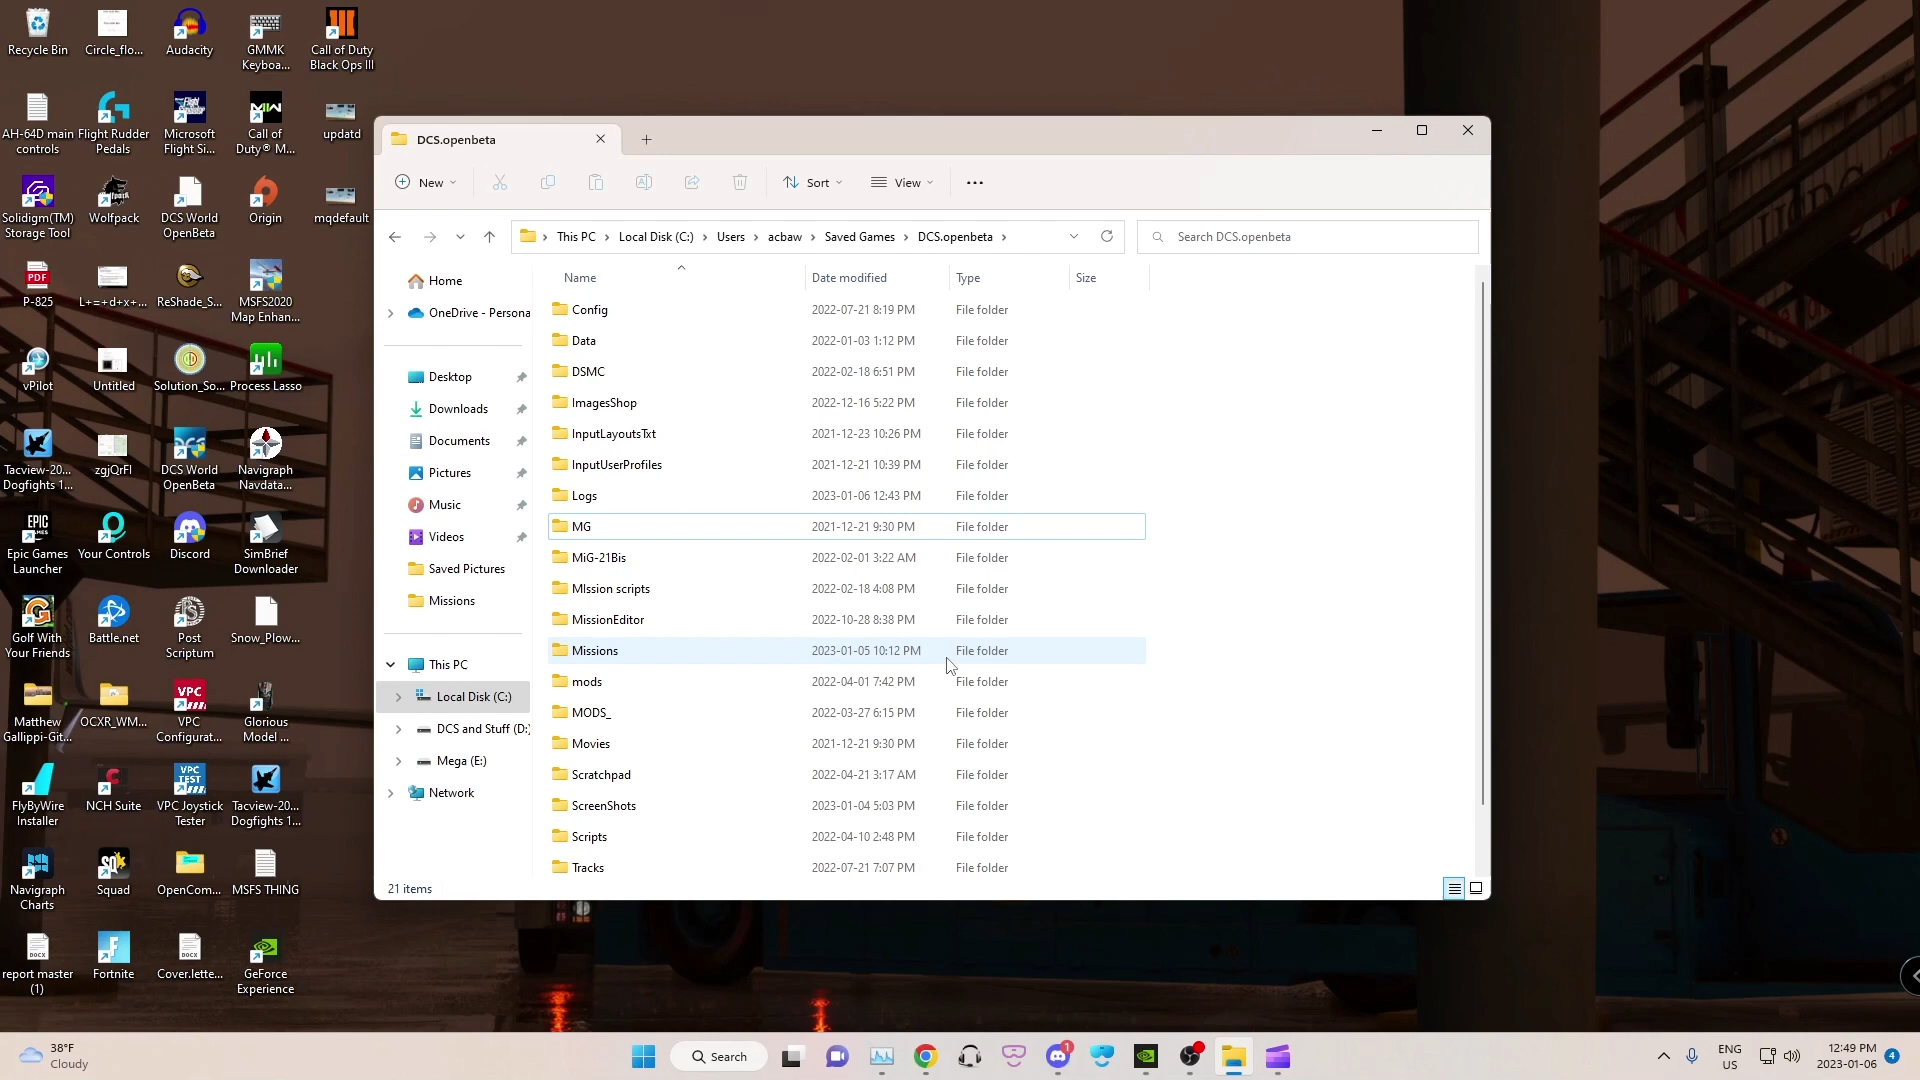 Recycle Bin
Circle_flo...
Audacity
GMMK
Keyboa...
Call of Duty
Black Ops III
AH-64D main
controls
Flight Rudder
Pedals
Microsoft
Flight Si...
Call of
Duty® M...
updatd
Solidigm(TM)
Storage Tool
Wolfpack
DCS World
OpenBeta
Origin
mqdefault
P-825
L+=+d+x+...
ReShade_S...
MSFS2020
Map Enhan...
vPilot
Untitled
Solution_So...
Process Lasso
Tacview-20...
Dogfights 1...
zgjQrFl
DCS World
OpenBeta
Navigraph
Navdata...
Epic Games
Launcher
Your Controls
Discord
SimBrief
Downloader
Golf With
Your Friends
Battle.net
Post
Scriptum
Snow_Plow...
Matthew
Gallippi-Git...
OCXR_WM...
VPC
Configurat...
Glorious
Model ...
FlyByWire
Installer
NCH Suite
VPC Joystick
Tester
Tacview-20...
Dogfights 1...
Navigraph
Charts
Squad
OpenCom...
MSFS THING
report master
(1)
Fortnite
Cover.lette...
GeForce
Experience
DCS.openbeta
New
Sort
View
This PC > Local Disk (C:) > Users > acbaw > Saved Games > DCS.openbeta >
Search DCS.openbeta
Home
OneDrive - Persona
Desktop
Downloads
Documents
Pictures
Music
Videos
Saved Pictures
Missions
This PC
Local Disk (C:)
DCS and Stuff (D:)
Mega (E:)
Network
Name Date modified Type Size
Config 2022-07-21 8:19 PM File folder
Data 2022-01-03 1:12 PM File folder
DSMC 2022-02-18 6:51 PM File folder
ImagesShop 2022-12-16 5:22 PM File folder
InputLayoutsTxt 2021-12-23 10:26 PM File folder
InputUserProfiles 2021-12-21 10:39 PM File folder
Logs 2023-01-06 12:43 PM File folder
MG 2021-12-21 9:30 PM File folder
MiG-21Bis 2022-02-01 3:22 AM File folder
MIssion scripts 2022-02-18 4:08 PM File folder
MissionEditor 2022-10-28 8:38 PM File folder
Missions 2023-01-05 10:12 PM File folder
mods 2022-04-01 7:42 PM File folder
MODS_ 2022-03-27 6:15 PM File folder
Movies 2021-12-21 9:30 PM File folder
Scratchpad 2022-04-21 3:17 AM File folder
ScreenShots 2023-01-04 5:03 PM File folder
Scripts 2022-04-10 2:48 PM File folder
Tracks 2022-07-21 7:07 PM File folder
21 items
38°F
Cloudy
Search
1
ENG
US
12:49 PM
2023-01-06
4